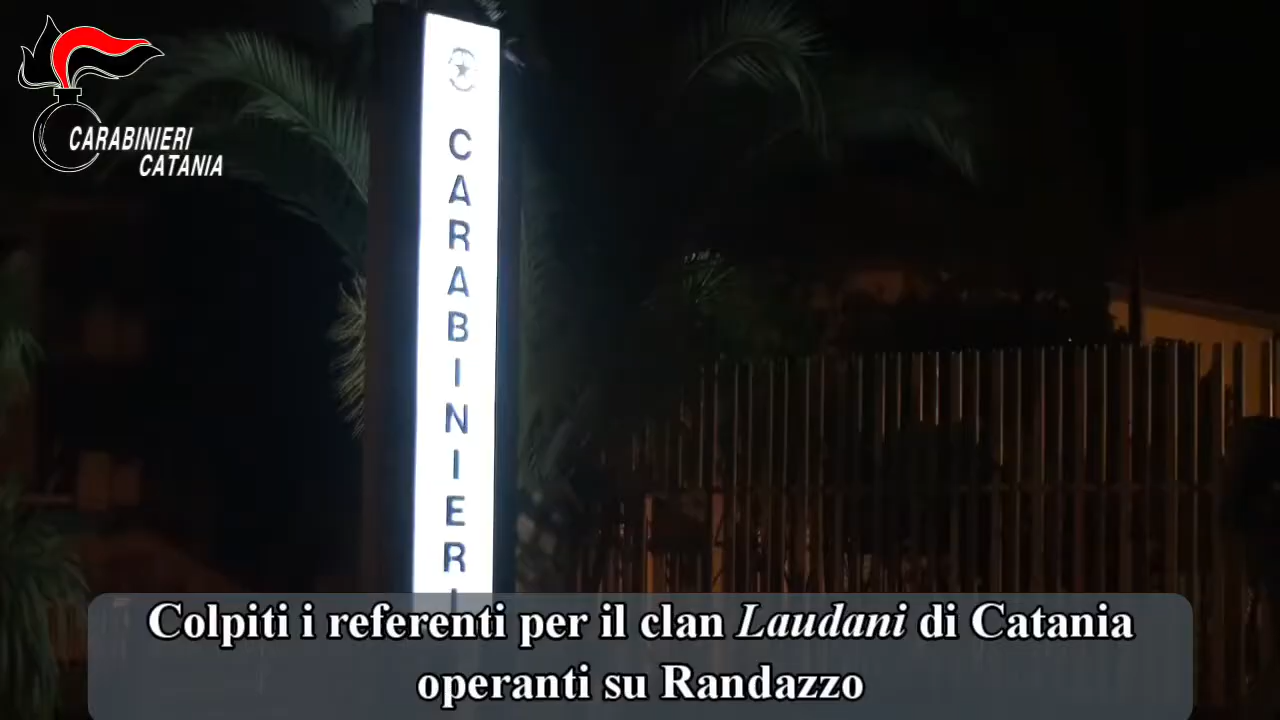 CARABINIERI
CATANIA
CARABINIERI
Colpiti i referenti per il clan Laudani di Catania
operanti su Randazzo